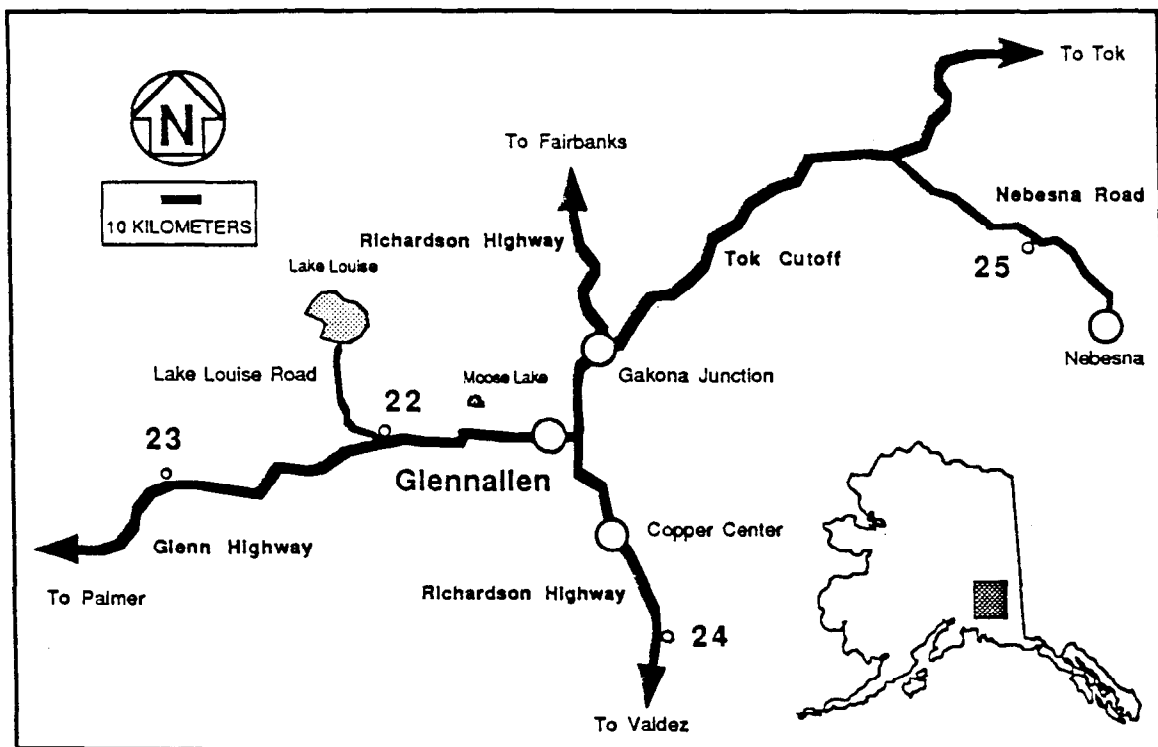 To Tok
N
To Fairbanks
10 KILOMETERS
Nebesna Road
Richardson Highway
Lake Louise
Tok Cutoff
25
Nebesna
Lake Louise Road
Moose Lake
Gakona Junction
22
23
Glennallen
Copper Center
Glenn Highway
To Palmer
Richardson Highway
24
To Valdez